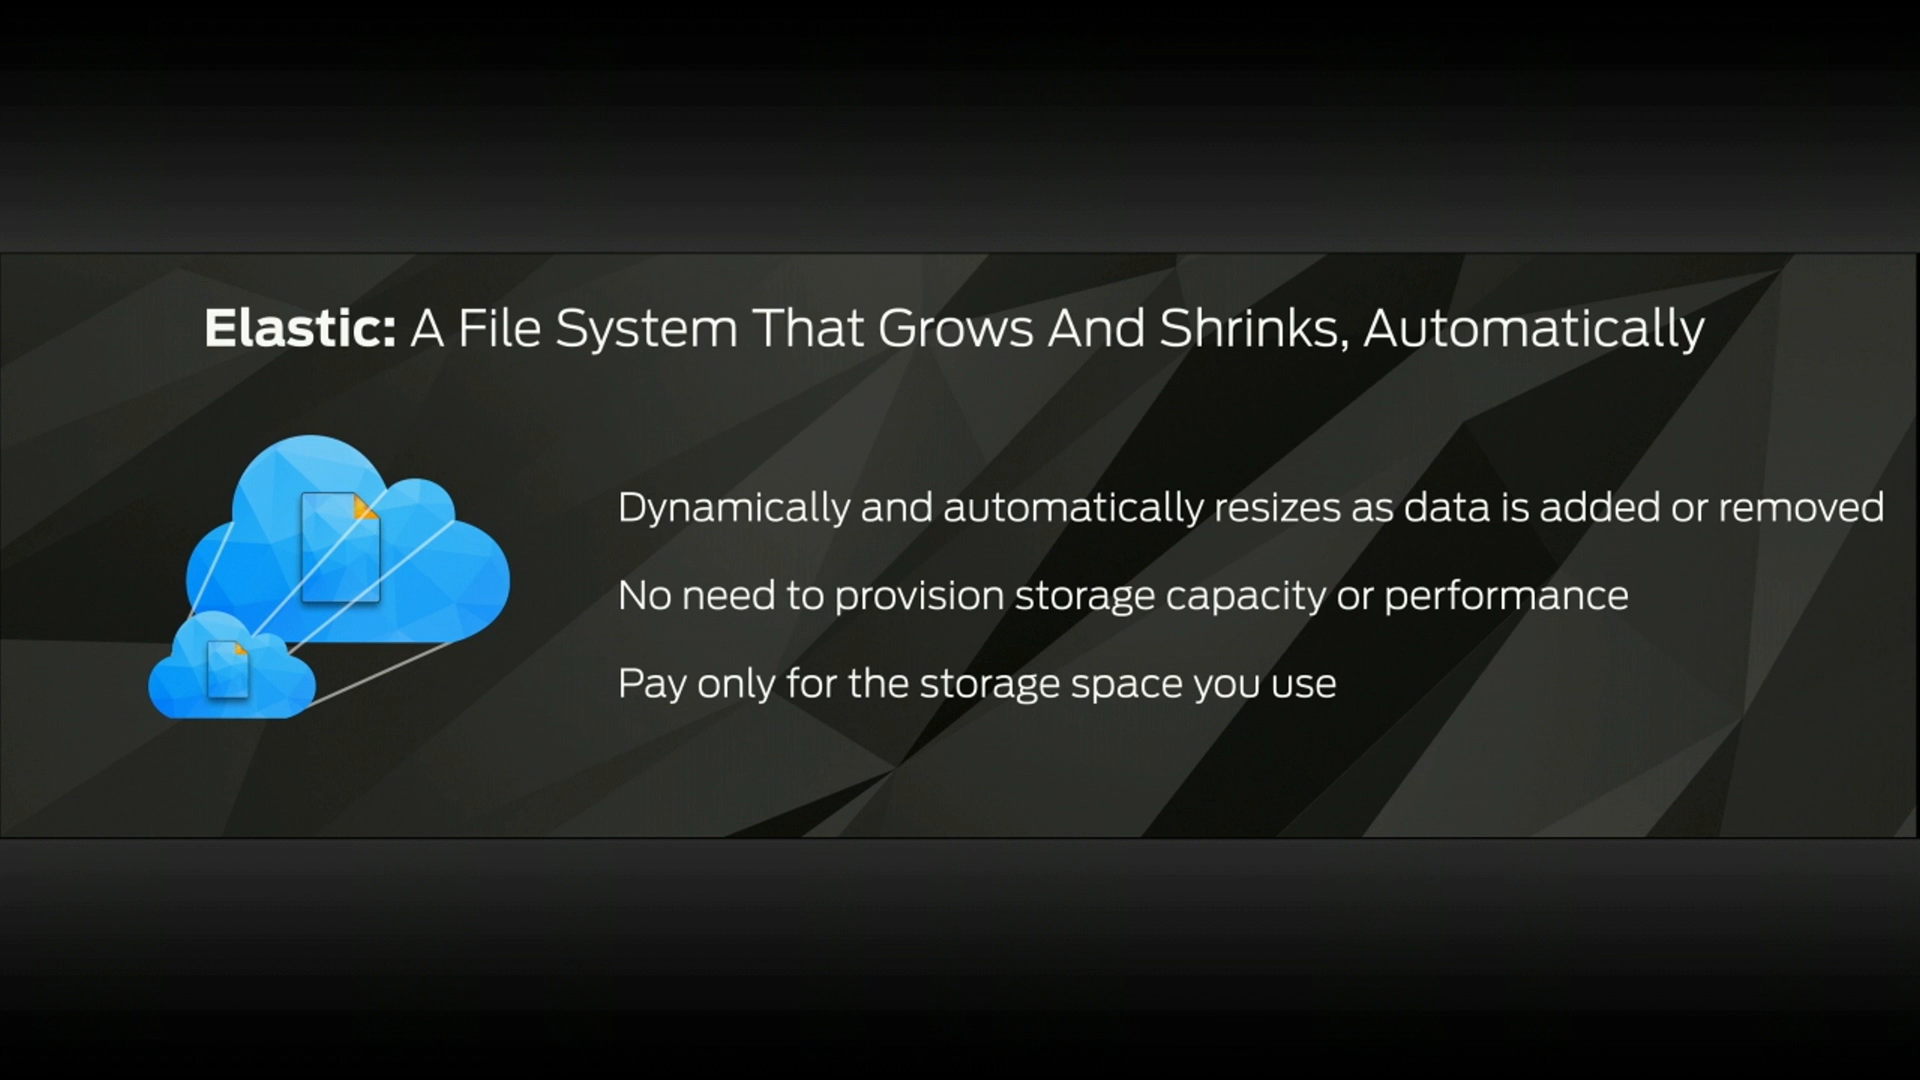 Elastic: A File System That Grows And Shrinks, Automatically
Dynamically and automatically resizes as data is added or removed
No need to provision storage capacity or performance
Pay only for the storage space you use